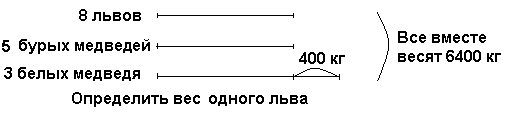 8 львов
5 бурых медведей
400 кг
3 белых медведя
Все вместе
весят 6400 кг
Определить вес одного льва